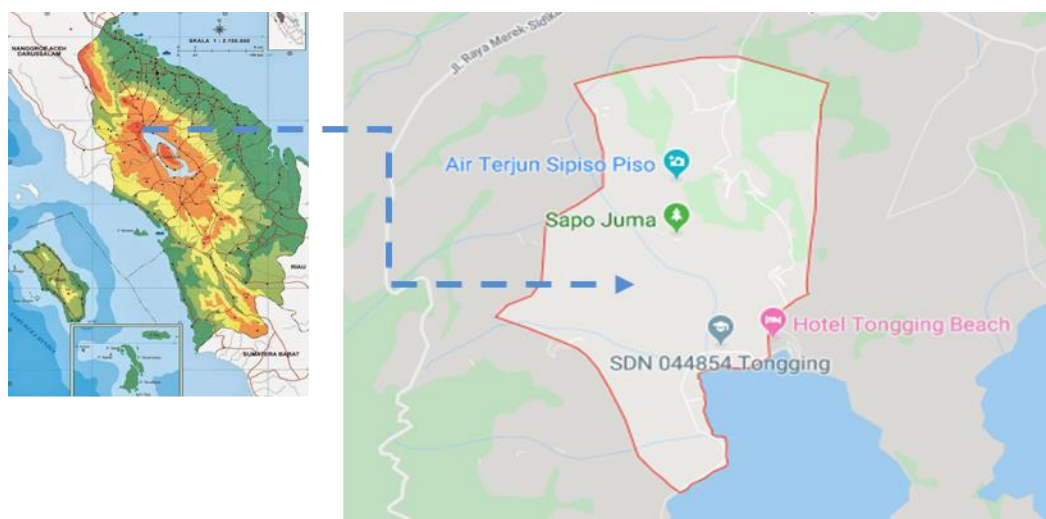 NANGGROE ACEH
DARUSSALAM
SKALA 1 : 2.100.000
RIAU
SUMATERA BARAT
JL. Raya Merek-Sidika
Air Terjun Sipiso Piso
Sapo Juma
Hotel Tongging Beach
SDN 044854 Tongging